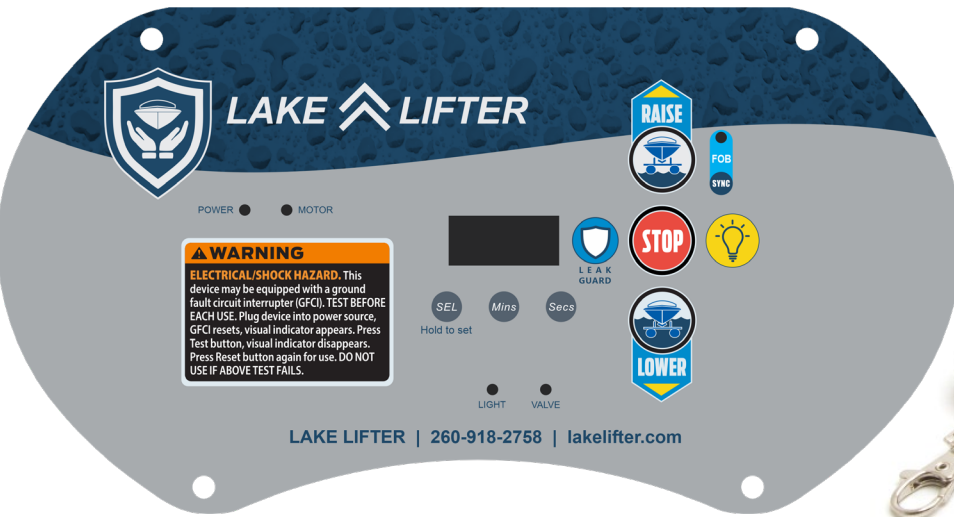 LAKE LIFTER
RAISE
FOB
SYNC
POWER
MOTOR
WARNING
ELECTRICAL/SHOCK HAZARD. This
device may be equipped with a ground
fault circuit interrupter (GFCI). TEST BEFORE
EACH USE. Plug device into power source,
GFCI resets, visual indicator appears. Press
Test button, visual indicator disappears.
Press Reset button again for use. DO NOT
USE IF ABOVE TEST FAILS.
LEAK
GUARD
STOP
SEL
Mins
Secs
Hold to set
LOWER
LIGHT
VALVE
LAKE LIFTER | 260-918-2758 | lakelifter.com